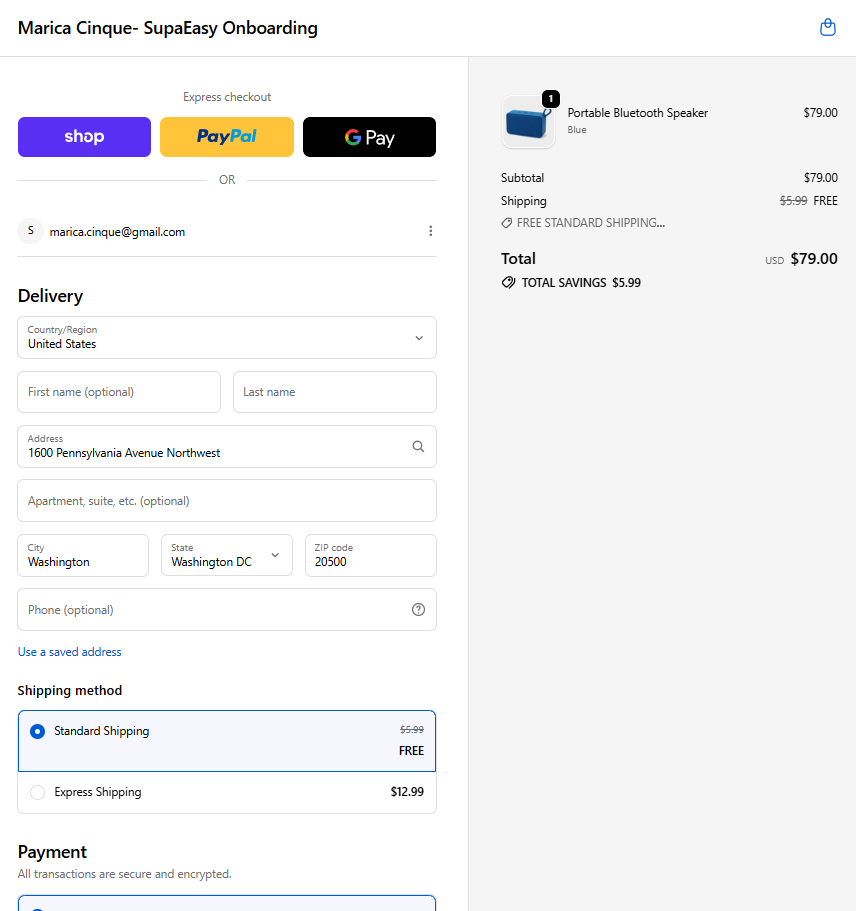 Marica Cinque- SupaEasy Onboarding
Express checkout
shop
PayPal
G Pay
OR
S
marica.cinque@gmail.com
Delivery
Country/Region
United States
First name (optional)
Last name
Address
1600 Pennsylvania Avenue Northwest
Apartment, suite, etc. (optional)
City
Washington
State
Washington DC
ZIP code
20500
Phone (optional)
Use a saved address
Shipping method
Standard Shipping
$5.99
FREE
Express Shipping
$12.99
Payment
All transactions are secure and encrypted.
1
Portable Bluetooth Speaker
$79.00
Blue
Subtotal
$79.00
Shipping
$5.99 FREE
FREE STANDARD SHIPPING...
Total
USD $79.00
TOTAL SAVINGS $5.99